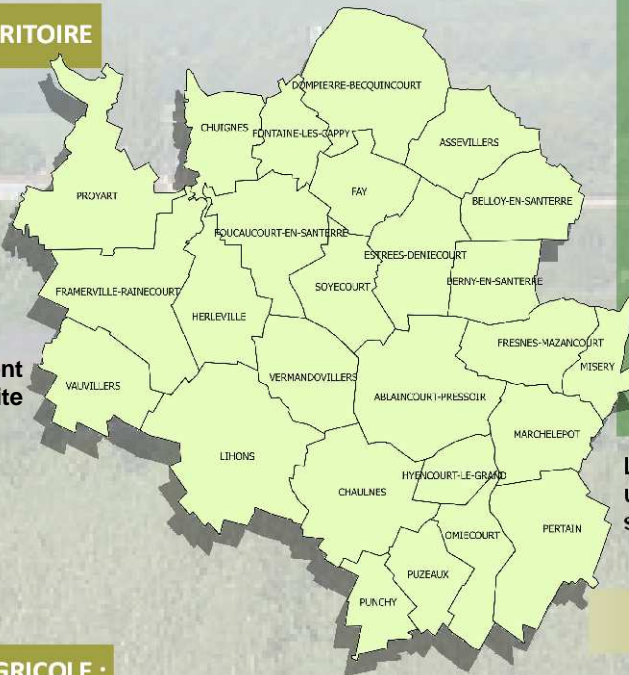 RITOIRE
DOMPIERRE-BECQUINCOURT
CHUIGNES
FONTAINE-LES-CAPPY
ASSEVILLERS
PROYART
FAY
BELLOY-EN-SANTERRE
FOUCAUCOURT-EN-SANTERRE
ESTREES-DENIECOURT
FRAMERVILLE-RAINECOURT
SOYECOURT
BERNY-EN-SANTERRE
HERLEVILLE
FRESNES-MAZANCOURT
MISERY
ont
ite
VAUVILLERS
VERMANDOVILLERS
ABLAINCOURT-PRESSOIR
MARCHELEPOT
LIHONS
HYENCOURT-LE-GRAND
CHAULNES
L
u
s
OMIECOURT
PERTAIN
PUZEAUX
PUNCHY
GRICOLE :